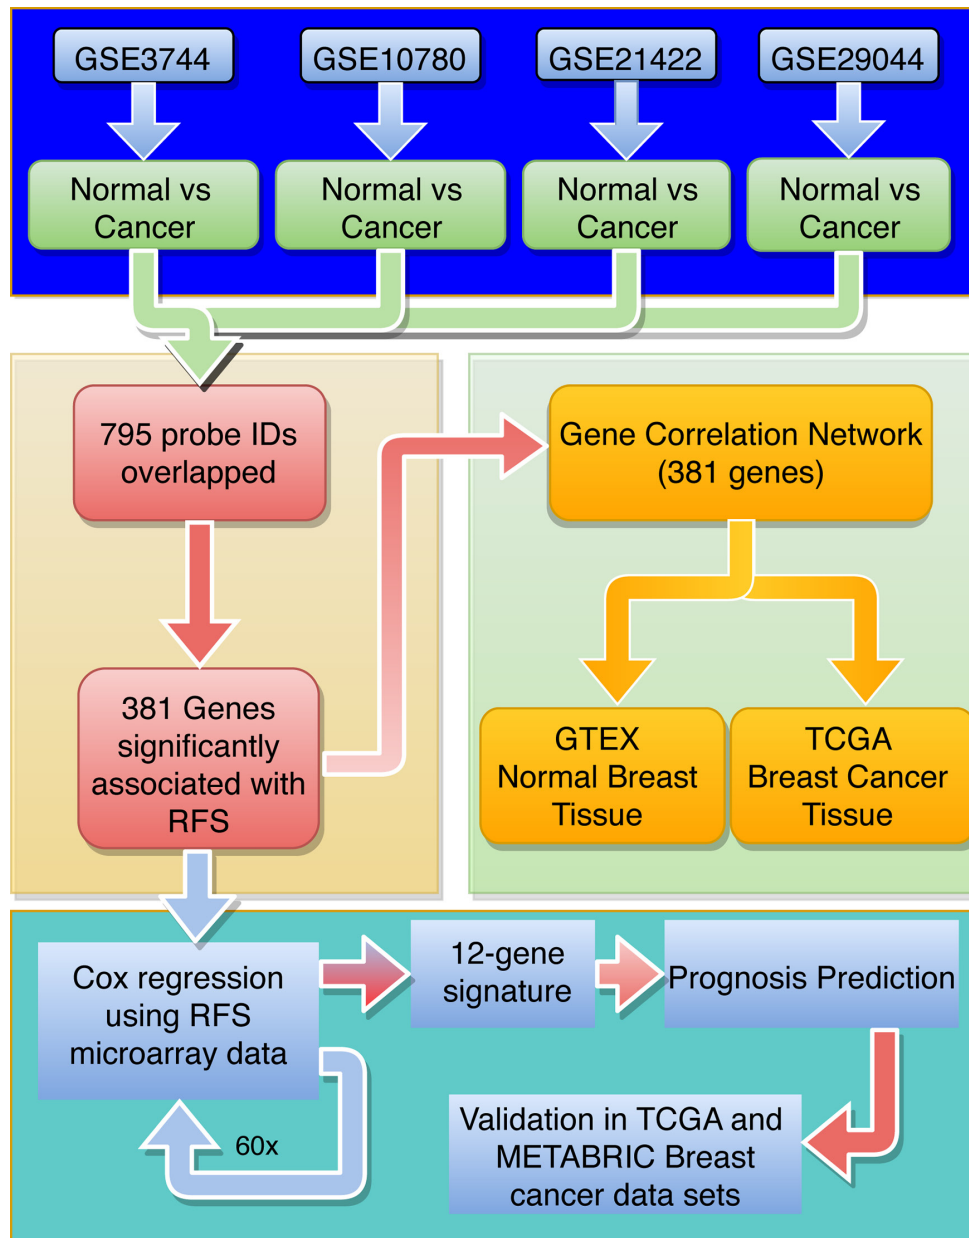 GSE3744
GSE10780
GSE21422
GSE29044
Normal vs
Cancer
Normal vs
Cancer
Normal vs
Cancer
Normal vs
Cancer
795 probe IDs
overlapped
381 Genes
significantly
associated with
RFS
Gene Correlation Network
(381 genes)
GTEX
Normal Breast
Tissue
TCGA
Breast Cancer
Tissue
Cox regression
using RFS
microarray data
60x
12-gene
signature
Prognosis Prediction
Validation in TCGA and
METABRIC Breast
cancer data sets